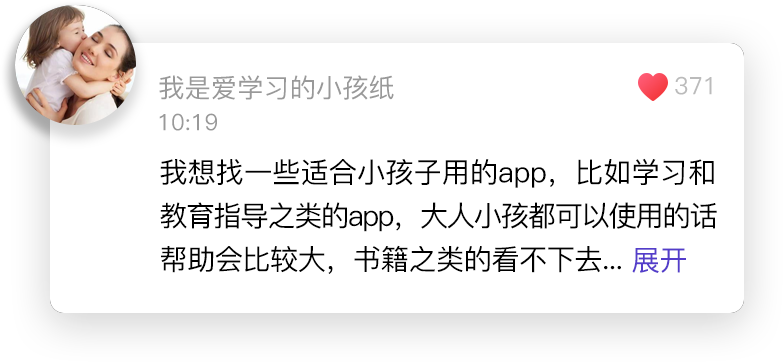 我是爱学习的小孩纸
371
10:19
我想找一些适合小孩子用的app，比如学习和
教育指导之类的app，大人小孩都可以使用的话
帮助会比较大，书籍之类的看不下去... 展开